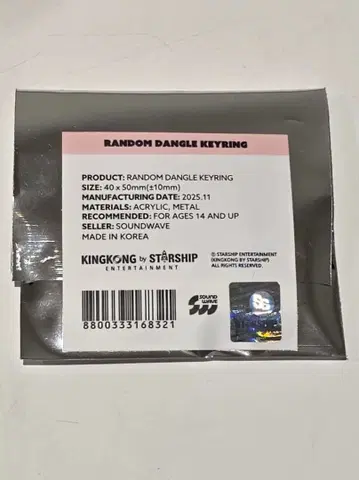 RANDOM DANGLE KEYRING
PRODUCT: RANDOM DANGLE KEYRING
SIZE: 40 x 50mm(±10mm)
MANUFACTURING DATE: 2025.11
MATERIALS: ACRYLIC, METAL
RECOMMENDED: FOR AGES 14 AND UP
SELLER: SOUNDWAVE
MADE IN KOREA
KINGKONG by STARSHIP
ENTERTAINMENT
Ⓢ STARSHIP ENTERTAINMENT
(KINGKONG BY STARSHIP)
ALL RIGHTS RESERVED.
sound
wave
8800333168321